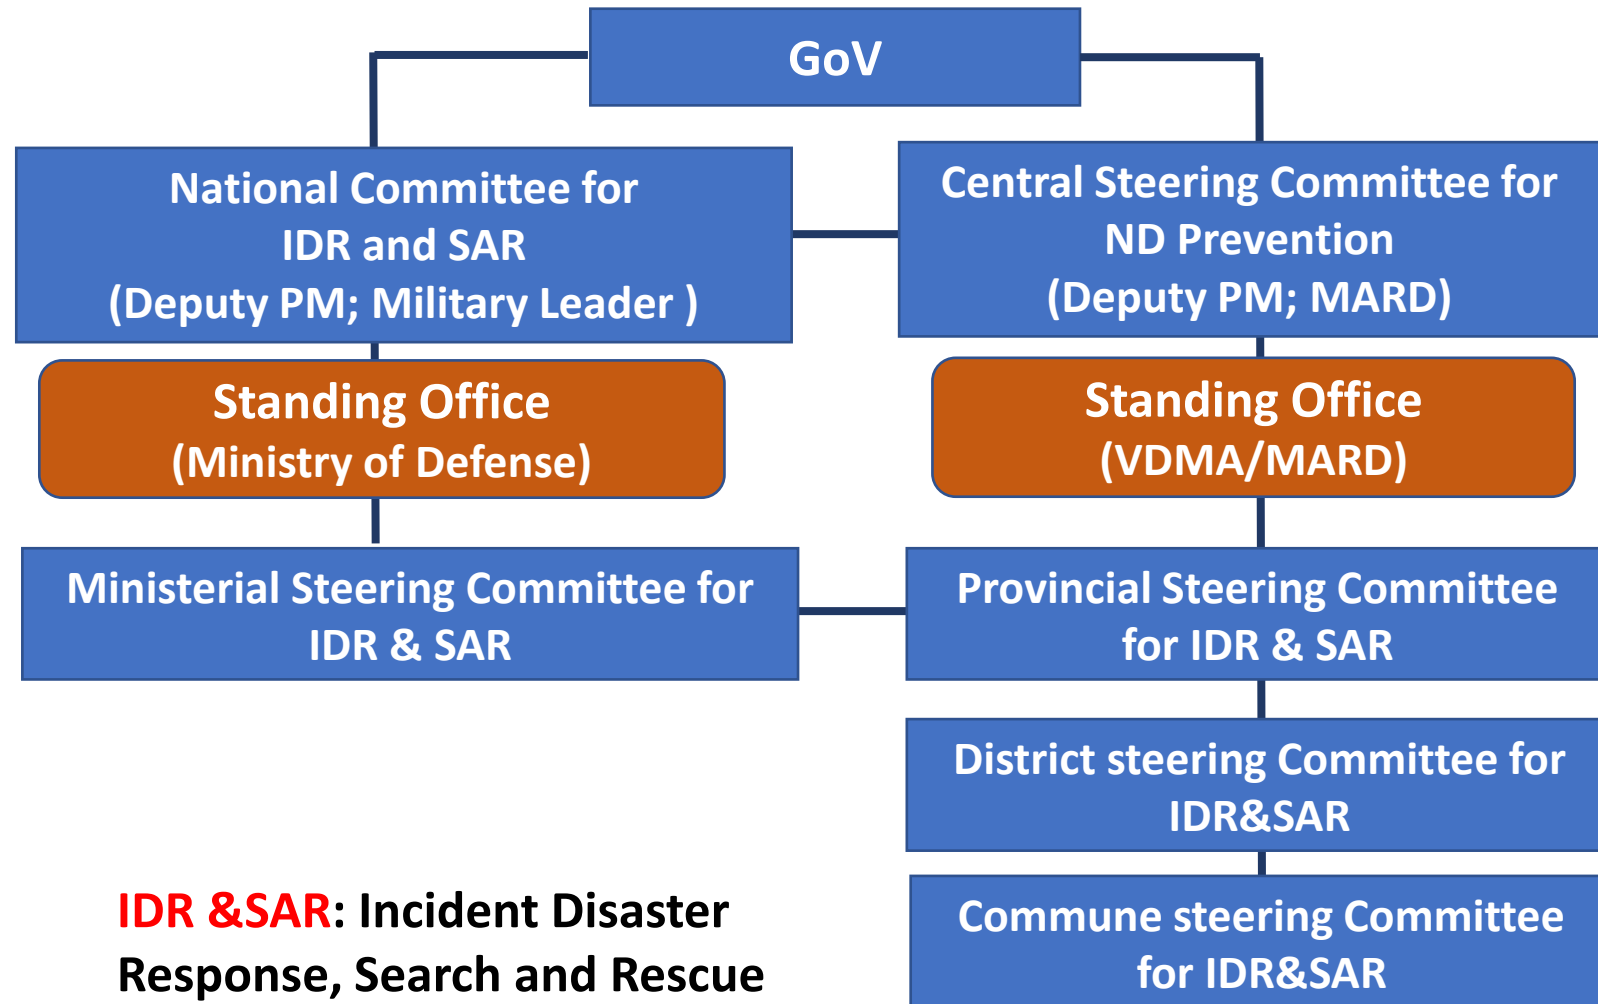 GoV
National Committee for
IDR and SAR
(Deputy PM; Military Leader )
Central Steering Committee for
ND Prevention
(Deputy PM; MARD)
Standing Office
(Ministry of Defense)
Standing Office
(VDMA/MARD)
Ministerial Steering Committee for
IDR & SAR
Provincial Steering Committee
for IDR & SAR
District steering Committee for
IDR&SAR
Commune steering Committee
for IDR&SAR
IDR &SAR: Incident Disaster
Response, Search and Rescue